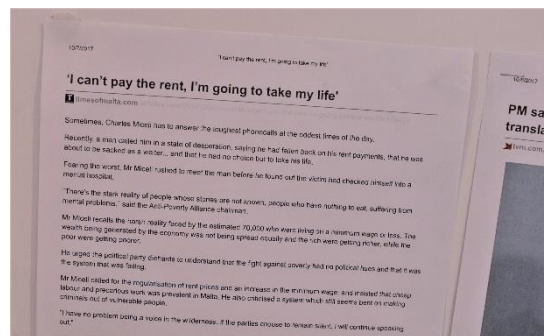 10/7/2017
'I can't pay the rent, I'm going to take my life'
'I can't pay the rent, I'm going to take my life'
timesofmalta.com
Sometimes, Charles Miceli has to answer the toughest phonecalls at the oddest times of the day.
Recently, a man called him in a state of desperation, saying he had fallen back on his rent payments, that he was
about to be sacked as a waiter... and that he had no choice but to take his life.
Fearing the worst, Mr Miceli rushed to meet the man before he found out the victim had checked himself into a
mental hospital.
"There's the stark reality of people whose stories are not known, people who have nothing to eat, suffering from
mental problems," said the Anti-Poverty Alliance chairman.
Mr Miceli recalls the harsh reality faced by the estimated 70,000 who were living on a minimum wage or less. The
wealth being generated by the economy was not being spread equally and the rich were getting richer, while the
poor were getting poorer.
He urged the political party diehards to understand that the fight against poverty had no political hues and that it was
the system that was failing.
Mr Miceli called for the regularisation of rent prices and an increase in the minimum wage, and insisted that cheap
labour and precarious work was prevalent in Malta. He also criticised a system which still seems bent on making
criminals out of vulnerable people.
"I have no problem being a voice in the wilderness. If the parties choose to remain silent, I will continue speaking
out."
PM sa
transla